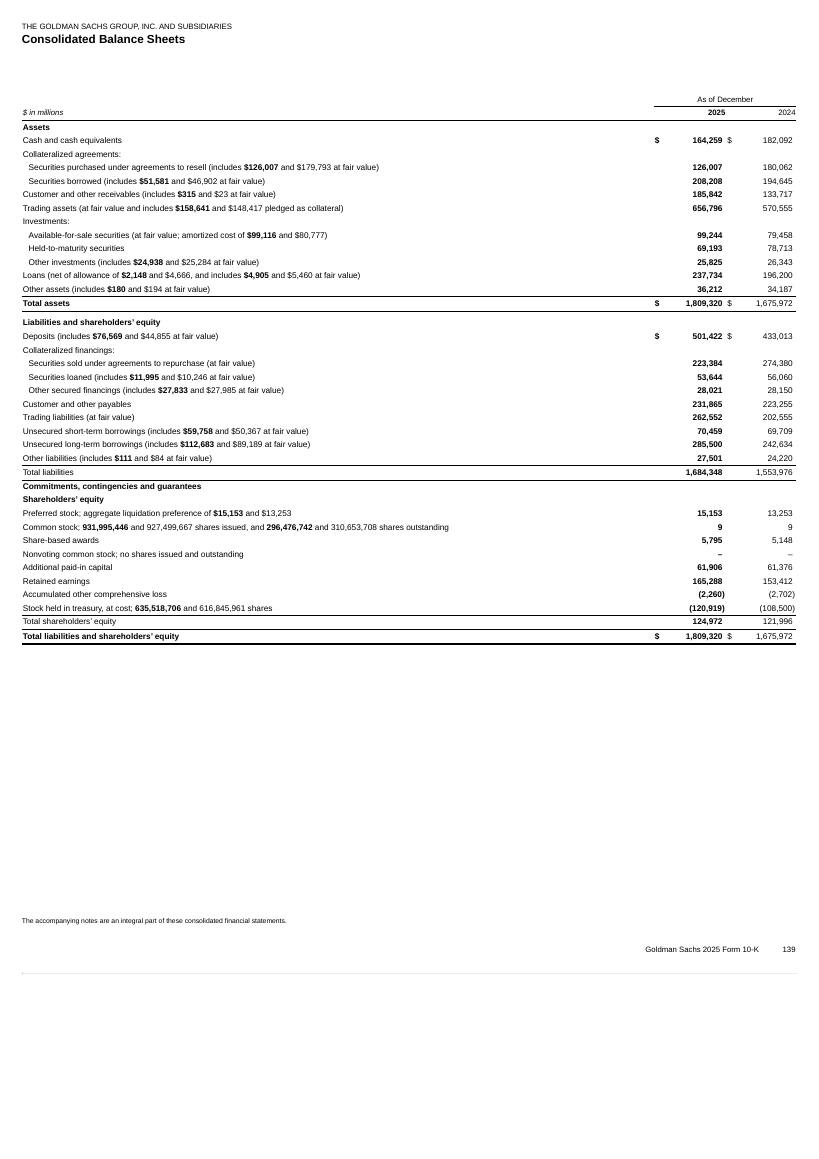 THE GOLDMAN SACHS GROUP, INC. AND SUBSIDIARIES
Consolidated Balance Sheets
As of December
$ in millions 2025 2024
Assets
Cash and cash equivalents $ 164,259 $ 182,092
Collateralized agreements:
Securities purchased under agreements to resell (includes $126,007 and $179,793 at fair value) 126,007 180,062
Securities borrowed (includes $51,581 and $46,902 at fair value) 208,208 194,645
Customer and other receivables (includes $315 and $23 at fair value) 185,842 133,717
Trading assets (at fair value and includes $158,641 and $148,417 pledged as collateral) 656,796 570,555
Investments:
Available-for-sale securities (at fair value; amortized cost of $99,116 and $80,777) 99,244 79,458
Held-to-maturity securities 69,193 78,713
Other investments (includes $24,938 and $25,284 at fair value) 25,825 26,343
Loans (net of allowance of $2,148 and $4,666, and includes $4,905 and $5,460 at fair value) 237,734 196,200
Other assets (includes $180 and $194 at fair value) 36,212 34,187
Total assets $ 1,809,320 $ 1,675,972
Liabilities and shareholders' equity
Deposits (includes $76,569 and $44,855 at fair value) $ 501,422 $ 433,013
Collateralized financings:
Securities sold under agreements to repurchase (at fair value) 223,384 274,380
Securities loaned (includes $11,995 and $10,246 at fair value) 53,644 56,060
Other secured financings (includes $27,833 and $27,985 at fair value) 28,021 28,150
Customer and other payables 231,865 223,255
Trading liabilities (at fair value) 262,552 202,555
Unsecured short-term borrowings (includes $59,758 and $50,367 at fair value) 70,459 69,709
Unsecured long-term borrowings (includes $112,683 and $89,189 at fair value) 285,500 242,634
Other liabilities (includes $111 and $84 at fair value) 27,501 24,220
Total liabilities 1,684,348 1,553,976
Commitments, contingencies and guarantees
Shareholders' equity
Preferred stock; aggregate liquidation preference of $15,153 and $13,253 15,153 13,253
Common stock; 931,995,446 and 927,499,667 shares issued, and 296,476,742 and 310,653,708 shares outstanding 9 9
Share-based awards 5,795 5,148
Nonvoting common stock; no shares issued and outstanding – –
Additional paid-in capital 61,906 61,376
Retained earnings 165,288 153,412
Accumulated other comprehensive loss (2,260) (2,702)
Stock held in treasury, at cost; 635,518,706 and 616,845,961 shares (120,919) (108,500)
Total shareholders' equity 124,972 121,996
Total liabilities and shareholders' equity $ 1,809,320 $ 1,675,972
The accompanying notes are an integral part of these consolidated financial statements.
Goldman Sachs 2025 Form 10-K 139